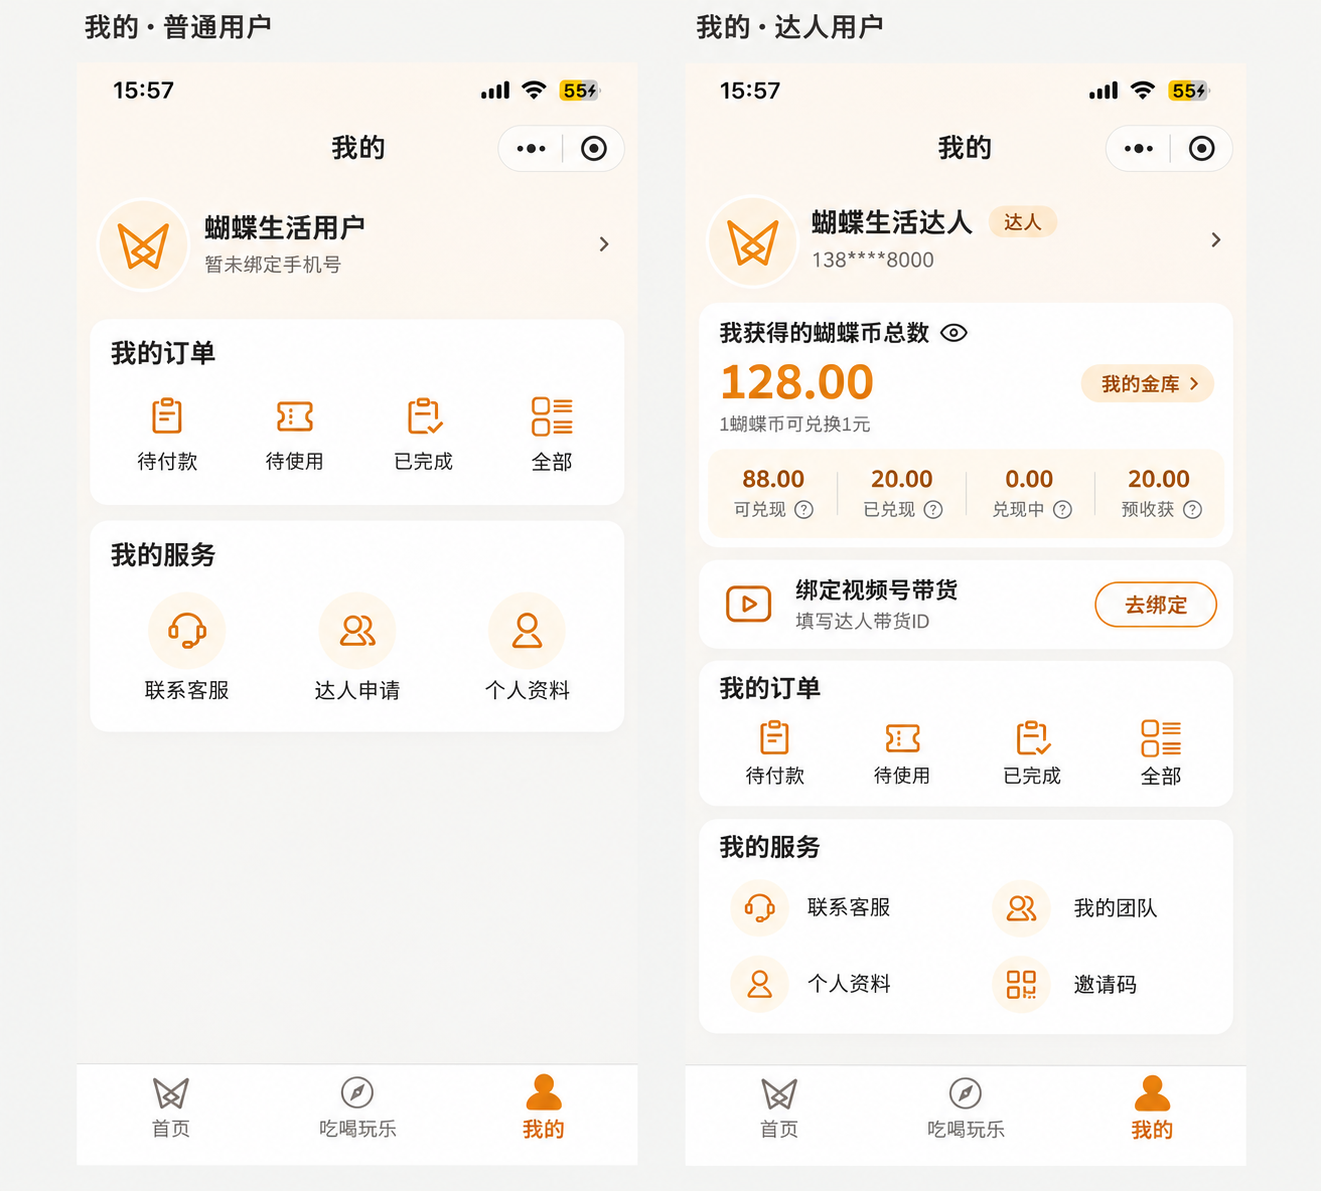 我的·普通用户
15:57
55
我的
蝴蝶生活用户
暂未绑定手机号
我的订单
待付款 待使用 已完成 全部
我的服务
联系客服 达人申请 个人资料
首页 吃喝玩乐 我的
我的·达人用户
15:57
55
我的
蝴蝶生活达人 达人
138****8000
我获得的蝴蝶币总数
128.00
我的金库
1蝴蝶币可兑换1元
88.00 20.00 0.00 20.00
可兑现 ? 已兑现 ? 兑现中 ? 预收获 ?
绑定视频号带货
填写达人带货ID
去绑定
我的订单
待付款 待使用 已完成 全部
我的服务
联系客服 我的团队
个人资料 邀请码
首页 吃喝玩乐 我的